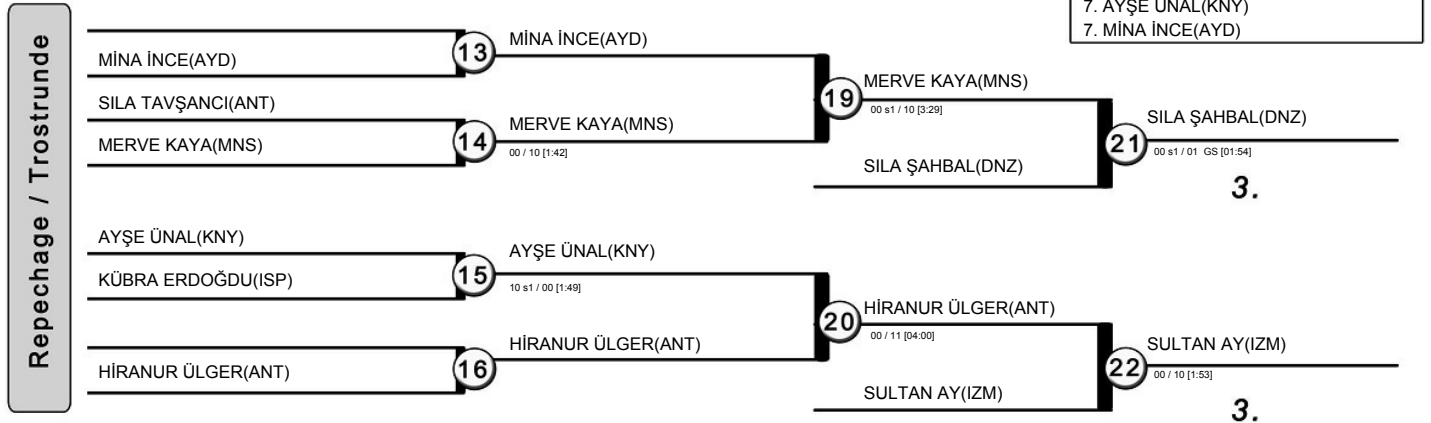 7. AYŞE ÜNAL(KNY)
7. MİNA İNCE(AYD)
Repechage / Trostrunde
MİNA İNCE(AYD)
13
MİNA İNCE(AYD)
SILA TAVŞANCI(ANT)
MERVE KAYA(MNS)
14
MERVE KAYA(MNS)
00 / 10 [1:42]
19
MERVE KAYA(MNS)
00 s1 / 10 [3:29]
SILA ŞAHBAL(DNZ)
21
SILA ŞAHBAL(DNZ)
00 s1 / 01 GS [01:54]
3.
AYŞE ÜNAL(KNY)
KÜBRA ERDOĞDU(ISP)
15
AYŞE ÜNAL(KNY)
10 s1 / 00 [1:49]
HİRANUR ÜLGER(ANT)
16
HİRANUR ÜLGER(ANT)
20
HİRANUR ÜLGER(ANT)
00 / 11 [04:00]
SULTAN AY(IZM)
22
SULTAN AY(IZM)
00 / 10 [1:53]
3.